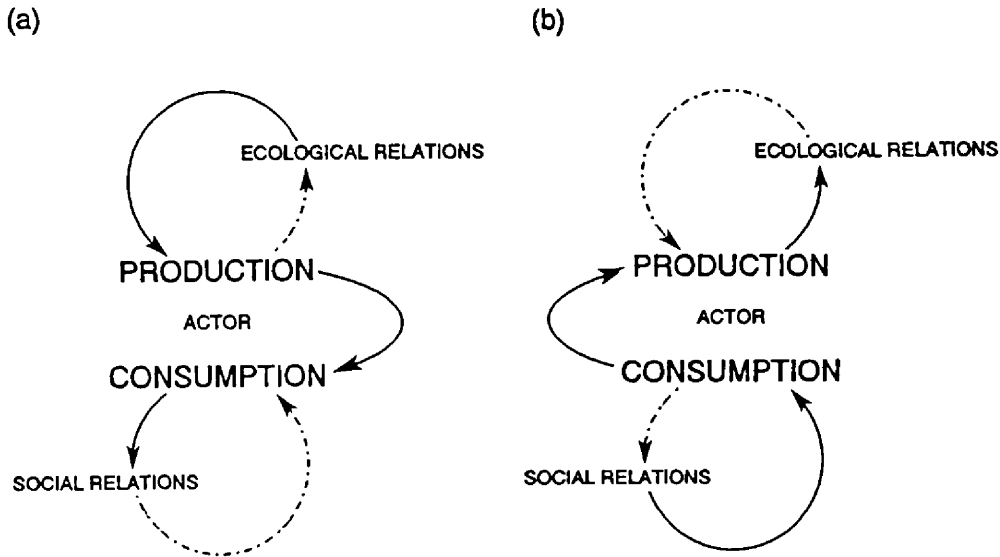 (a)
ECOLOGICAL RELATIONS
PRODUCTION
ACTOR
CONSUMPTION
SOCIAL RELATIONS
(b)
ECOLOGICAL RELATIONS
PRODUCTION
ACTOR
CONSUMPTION
SOCIAL RELATIONS